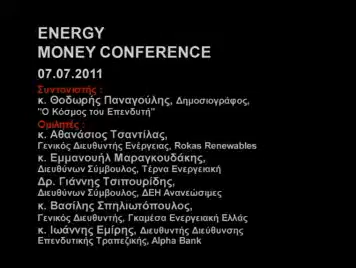 ENERGY
MONEY CONFERENCE
07.07.2011
Συντονιστής :
κ. Θοδωρής Παναγούλης, Δημοσιογράφος,
"Ο Κόσμος του Επενδυτή"
Ομιλητές :
κ. Αθανάσιος Τσαντίλας,
Γενικός Διευθυντής Ενέργειας, Rokas Renewables
κ. Εμμανουήλ Μαραγκουδάκης,
Διευθύνων Σύμβουλος, Τέρνα Ενεργειακή
Δρ. Γιάννης Τσιπουρίδης,
Διευθύνων Σύμβουλος, ΔΕΗ Ανανεώσιμες
κ. Βασίλης Σπηλιωτόπουλος,
Γενικός Διευθυντής, Γκαμέσα Ενεργειακή Ελλάς
κ. Ιωάννης Εμίρης, Διευθυντής Διεύθυνσης
Επενδυτικής Τραπεζικής, Alpha Bank